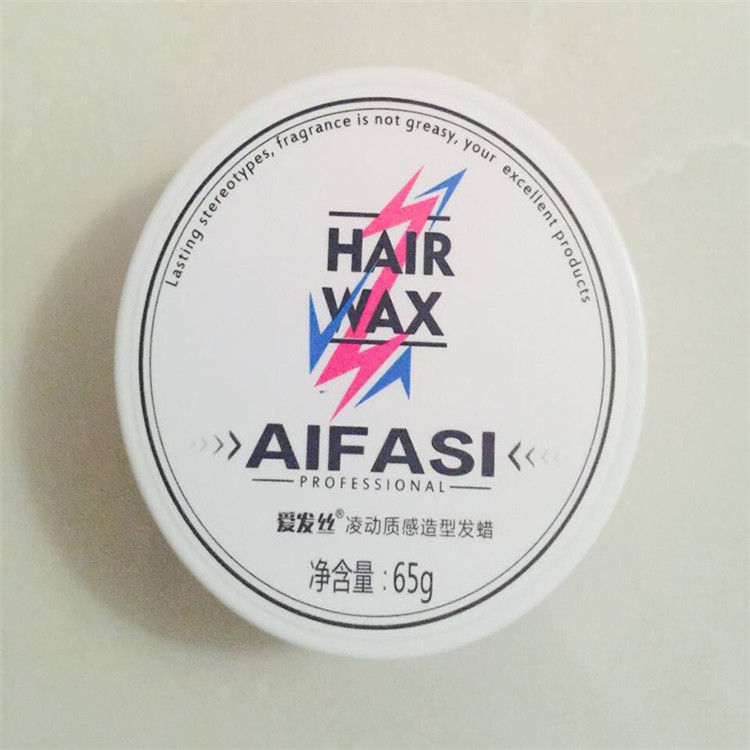 Lasting stereotypes, fragrance is not greasy, your excellent products
HAIR
WAX
AIFASI
PROFESSIONAL
爱发丝® 凌动质感造型发蜡
净含量:65g